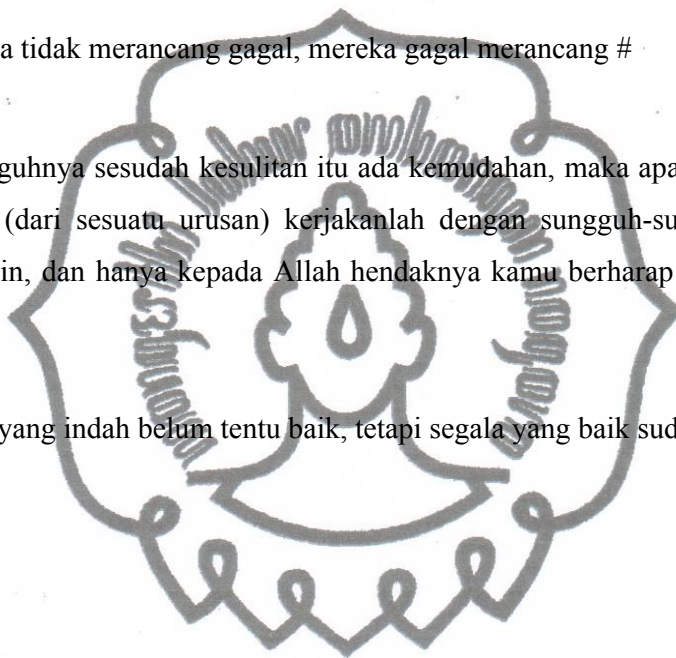 a tidak merancang gagal, mereka gagal merancang #
guhnya sesudah kesulitan itu ada kemudahan, maka apa
(dari sesuatu urusan) kerjakanlah dengan sungguh-su
in, dan hanya kepada Allah hendaknya kamu berharap
yang indah belum tentu baik, tetapi segala yang baik sud